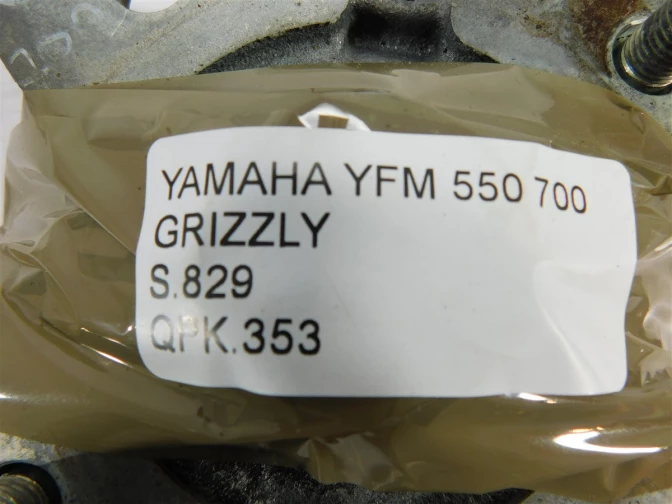 YAMAHA YFM 550 700
GRIZZLY
S.829
QPK.353